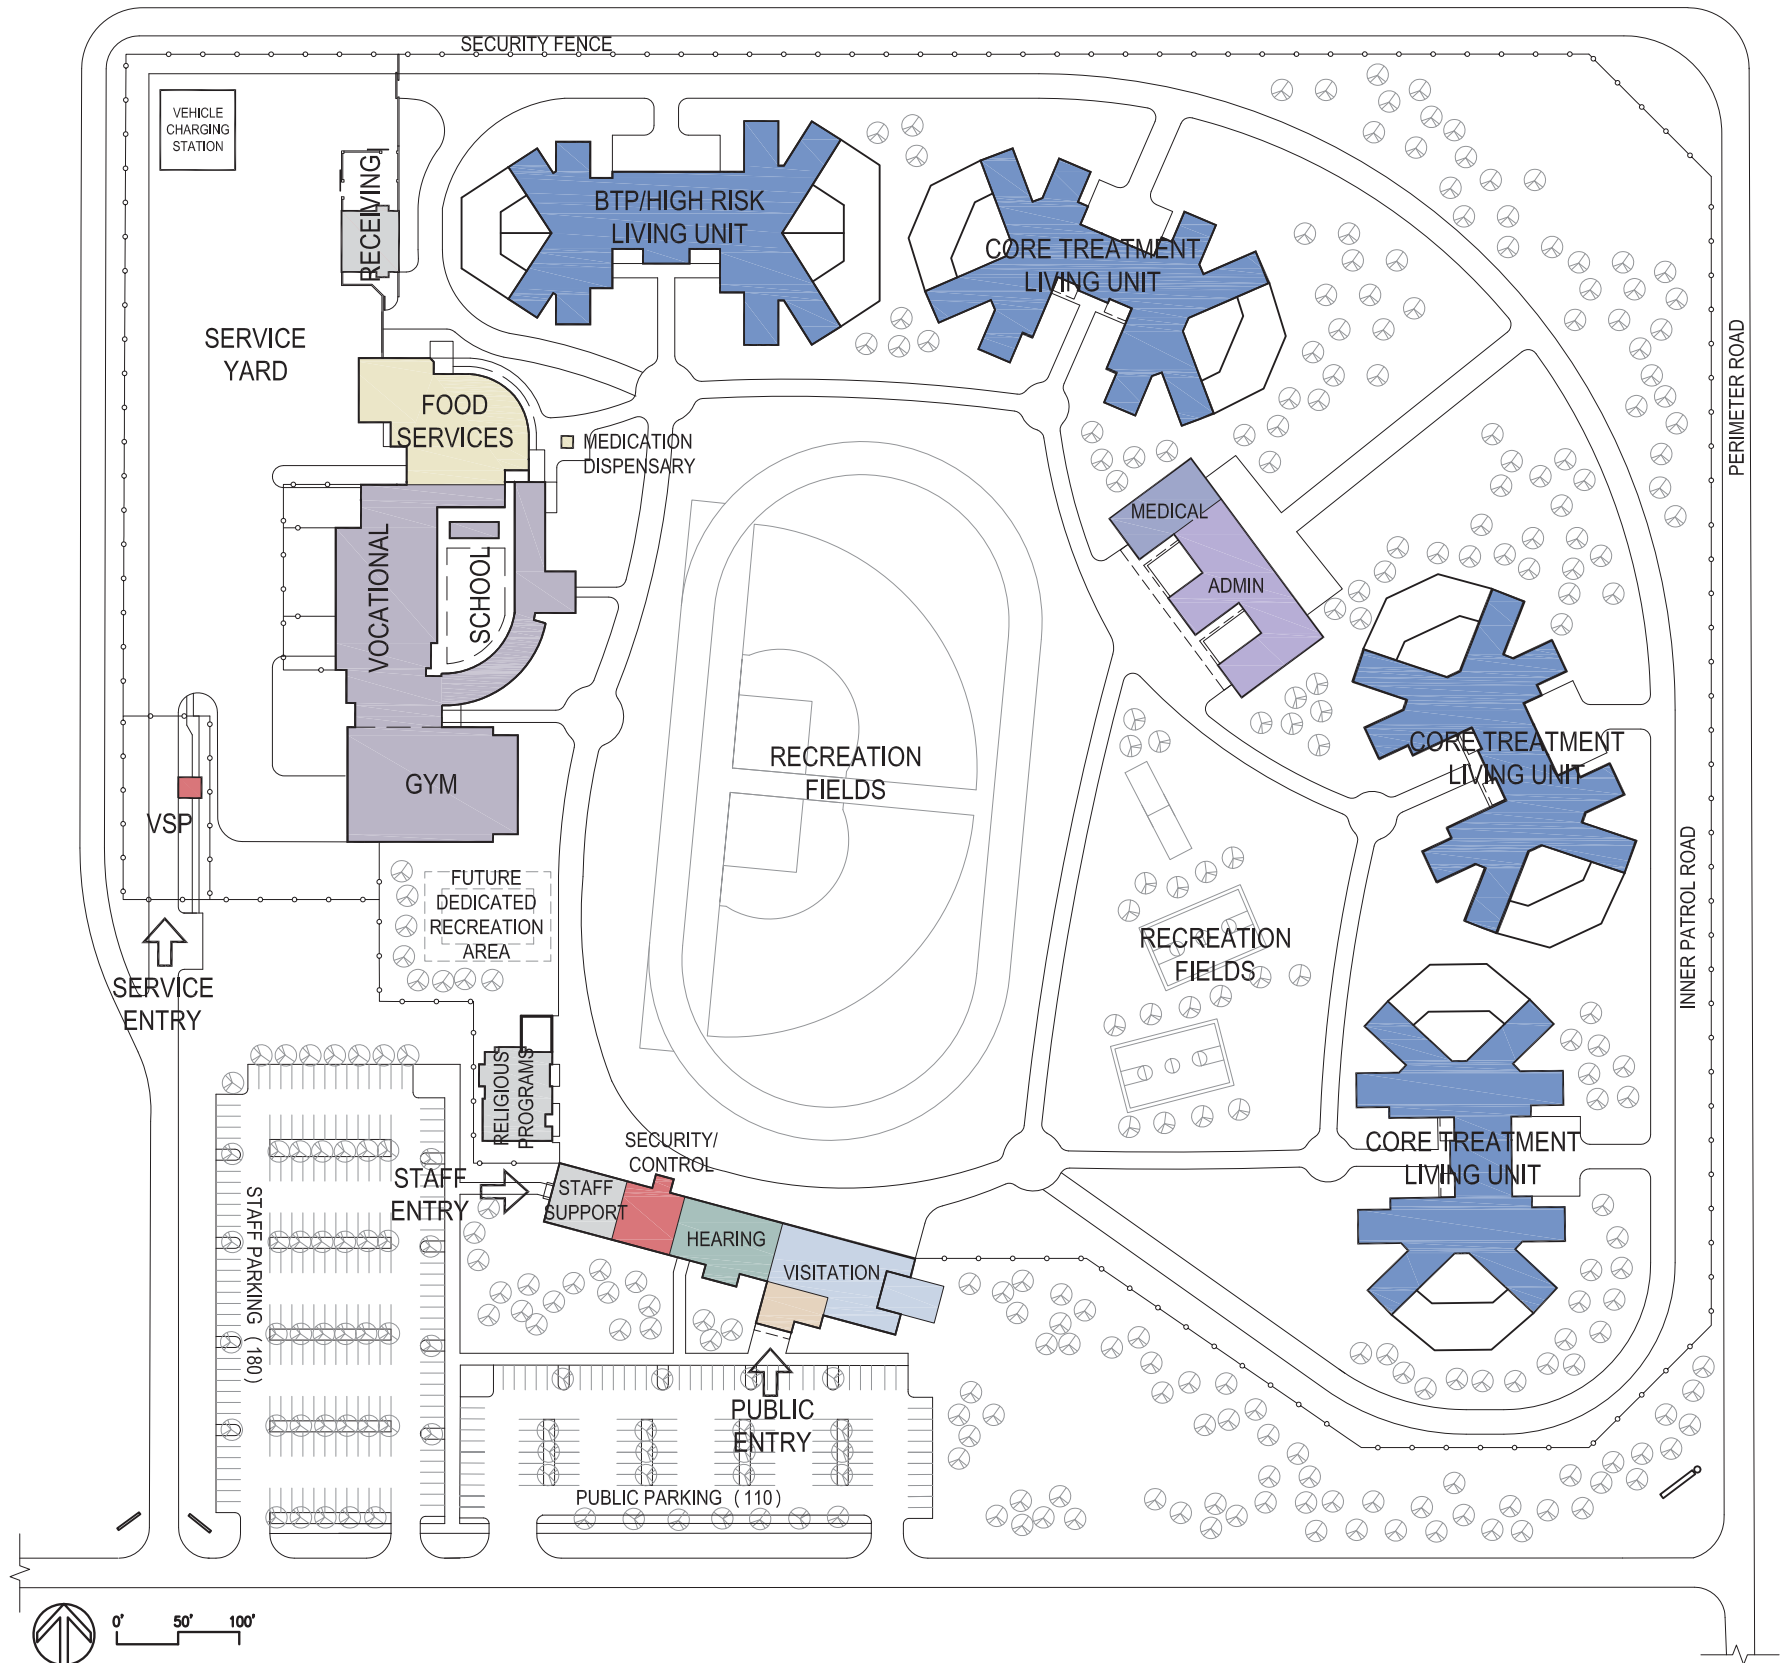 SECURITY FENCE
VEHICLE
CHARGING
STATION
RECEIVING
BTP/HIGH RISK
LIVING UNIT
CORE TREATMENT
LIVING UNIT
SERVICE
YARD
PERIMETER ROAD
FOOD
SERVICES
MEDICATION
DISPENSARY
MEDICAL
ADMIN
VOCATIONAL
SCHOOL
CORE TREATMENT
LIVING UNIT
RECREATION
FIELDS
GYM
VSP
FUTURE
DEDICATED
RECREATION
AREA
RECREATION
FIELDS
INNER PATROL ROAD
SERVICE
ENTRY
RELIGIOUS
PROGRAMS
SECURITY/
CONTROL
CORE TREATMENT
LIVING UNIT
STAFF
ENTRY
STAFF
SUPPORT
HEARING
VISITATION
STAFF PARKING (180)
PUBLIC
ENTRY
PUBLIC PARKING (110)
0' 50' 100'